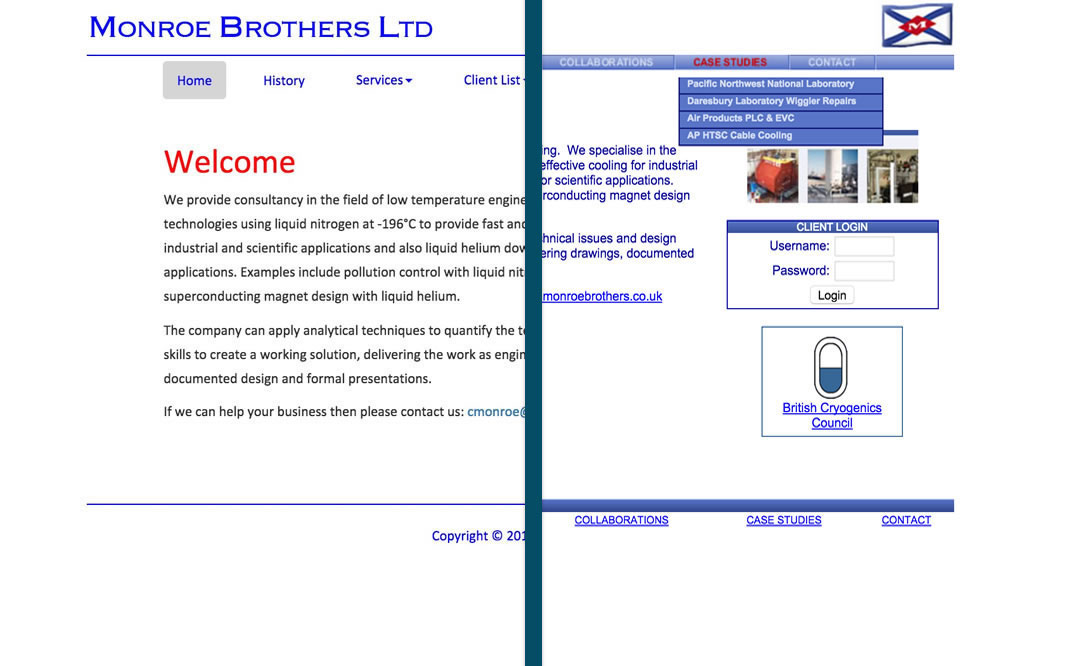 MONROE BROTHERS LTD
Home History Services Client List
Welcome
We provide consultancy in the field of low temperature engine
technologies using liquid nitrogen at -196°C to provide fast and
industrial and scientific applications and also liquid helium dow
applications. Examples include pollution control with liquid nit
superconducting magnet design with liquid helium.
The company can apply analytical techniques to quantify the te
skills to create a working solution, delivering the work as engin
documented design and formal presentations.
If we can help your business then please contact us: cmonroe@
Copyright © 201
M
COLLABORATIONS CASE STUDIES CONTACT
Pacific Northwest National Laboratory
Daresbury Laboratory Wiggler Repairs
Air Products PLC & EVC
AP HTSC Cable Cooling
ing. We specialise in the
effective cooling for industrial
or scientific applications.
rconducting magnet design
hnical issues and design
ering drawings, documented
monroebrothers.co.uk
CLIENT LOGIN
Username:
Password:
Login
British Cryogenics
Council
COLLABORATIONS CASE STUDIES CONTACT